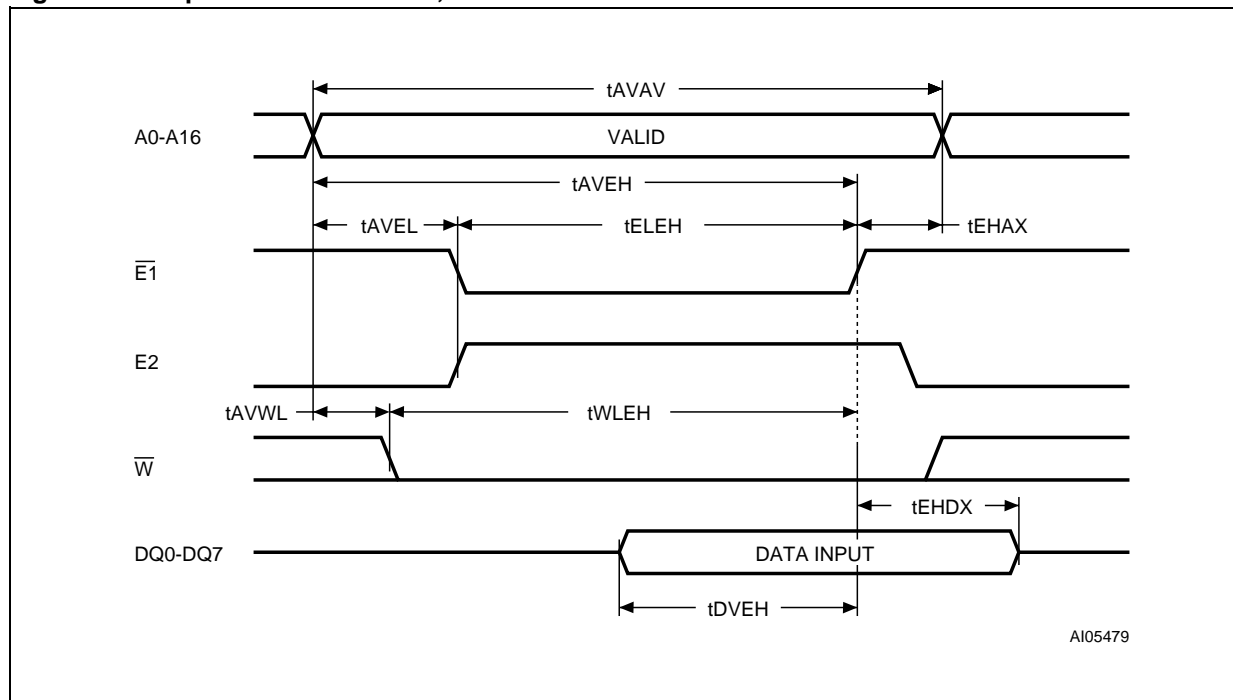 tAVAV
A0-A16
VALID
tAVEH
tAVEL
tELEH
tEHAX
E1
E2
tAVWL
tWLEH
W
tEHDX
DQ0-DQ7
DATA INPUT
tDVEH
AI05479